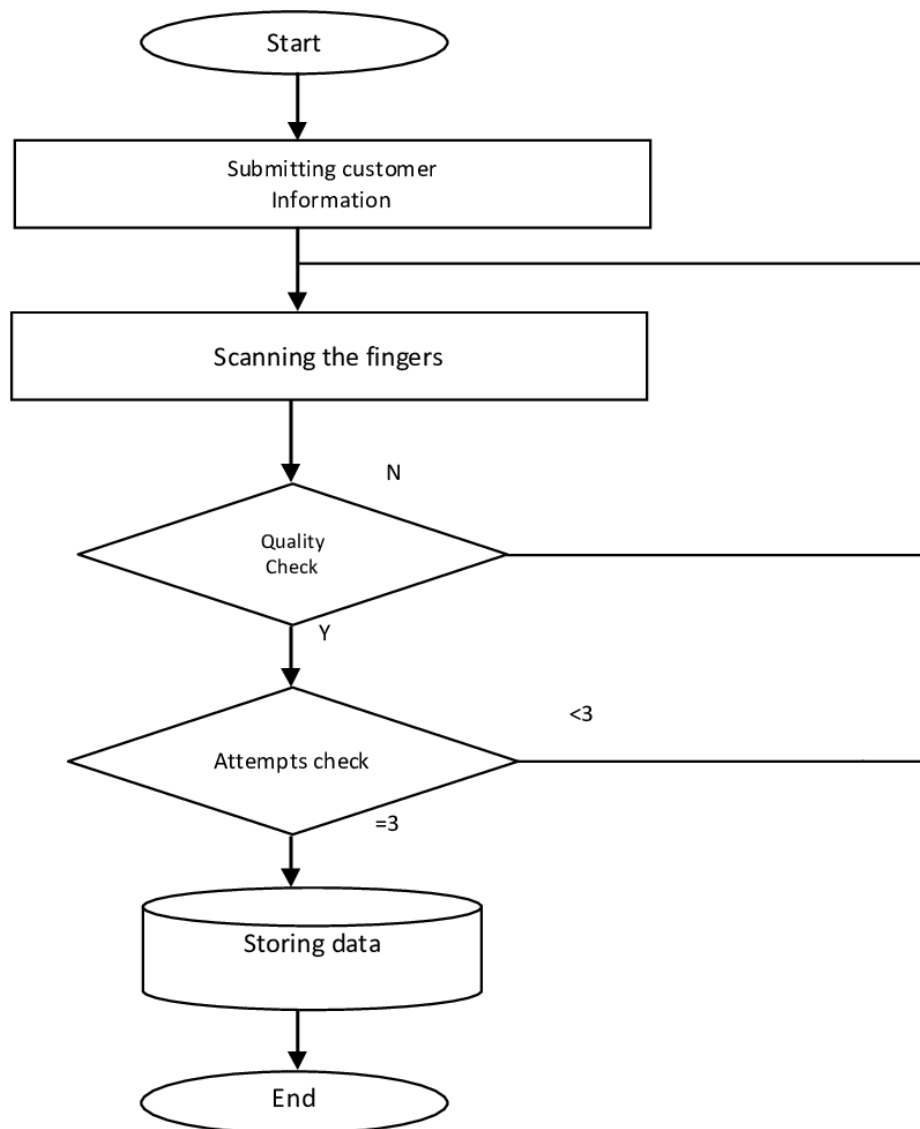 Start
Submitting customer
Information
Scanning the fingers
N
Quality
Check
Y
<3
Attempts check
=3
Storing data
End